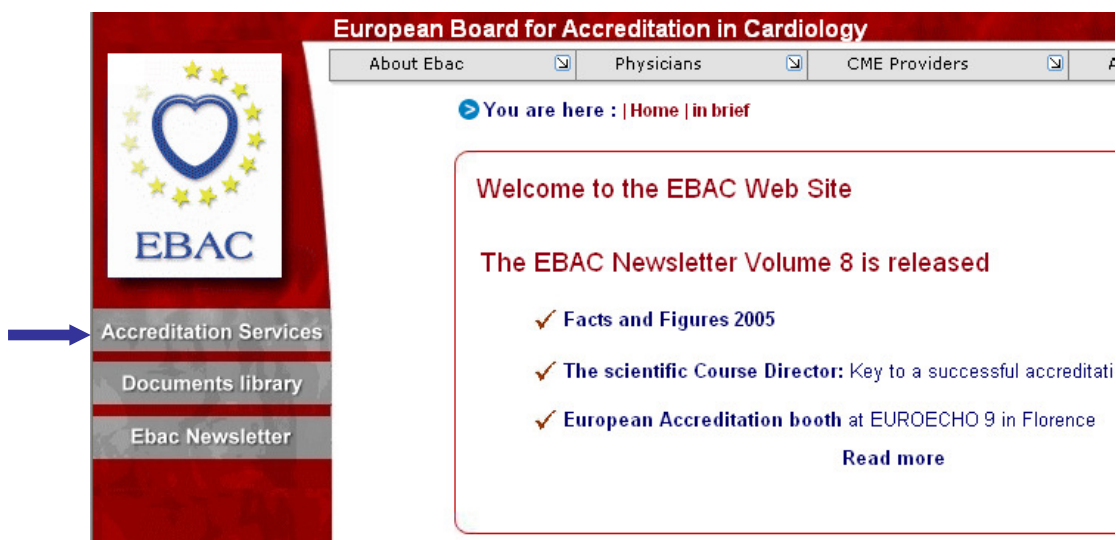 European Board for Accreditation in Cardiology
About Ebac Physicians CME Providers A
You are here : | Home | in brief
EBAC
Welcome to the EBAC Web Site
The EBAC Newsletter Volume 8 is released
Facts and Figures 2005
The scientific Course Director: Key to a successful accreditati
European Accreditation booth at EUROECHO 9 in Florence
Read more
Accreditation Services
Documents library
Ebac Newsletter